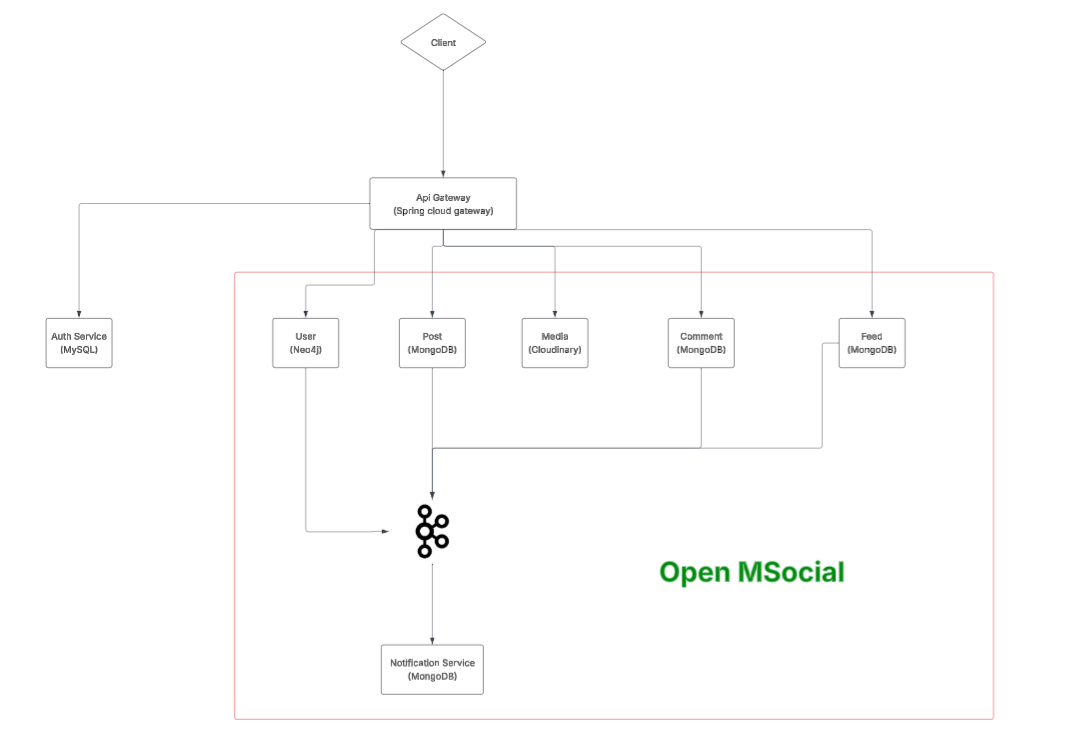 Client
Api Gateway
(Spring cloud gateway)
Auth Service
(MySQL)
User
(Neo4j)
Post
(MongoDB)
Media
(Cloudinary)
Comment
(MongoDB)
Feed
(MongoDB)
Open MSocial
Notification Service
(MongoDB)